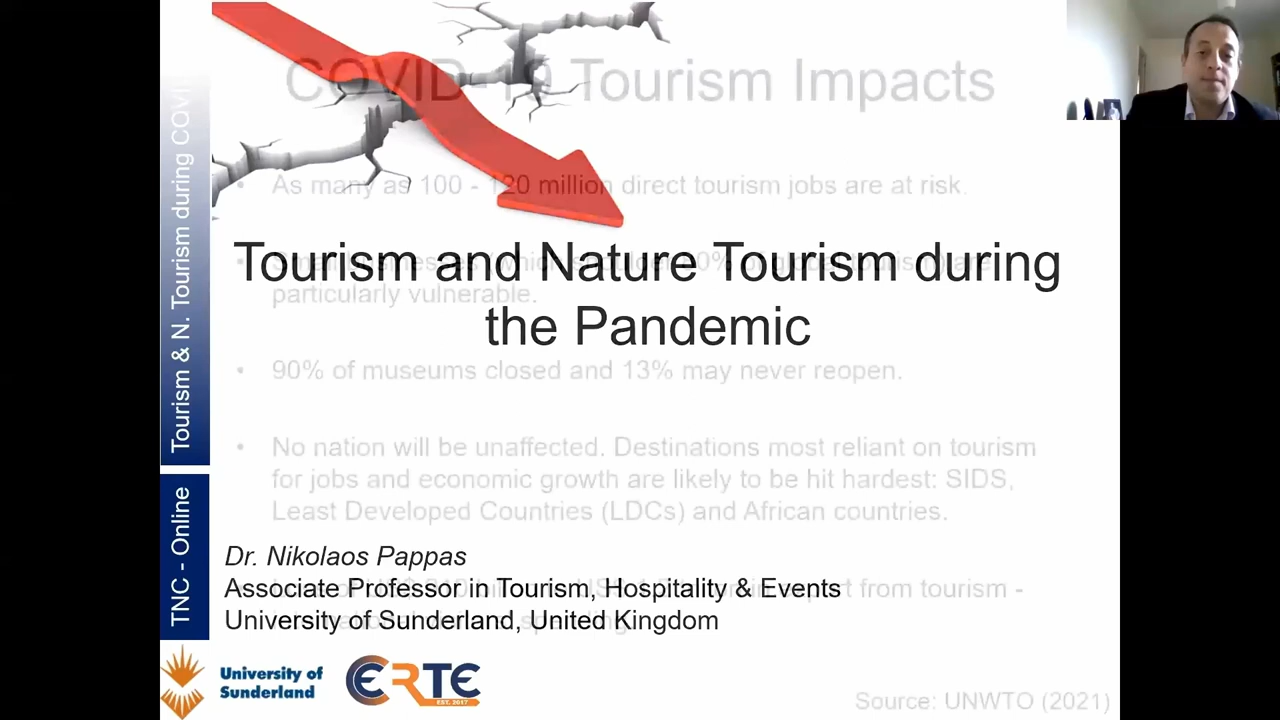 COVID-19 Tourism Impacts
• As many as 100 - 120 million direct tourism jobs are at risk.
Tourism and Nature Tourism during
the Pandemic
particularly vulnerable.
• 90% of museums closed and 13% may never reopen.
• No nation will be unaffected. Destinations most reliant on tourism
for jobs and economic growth are likely to be hit hardest: SIDS,
Least Developed Countries (LDCs) and African countries.
Dr. Nikolaos Pappas
Associate Professor in Tourism, Hospitality & Events
from tourism -
University of Sunderland, United Kingdom
Tourism & N. Tourism during COVI
TNC - Online
University of
Sunderland
CERTE
EST. 2017
Source: UNWTO (2021)